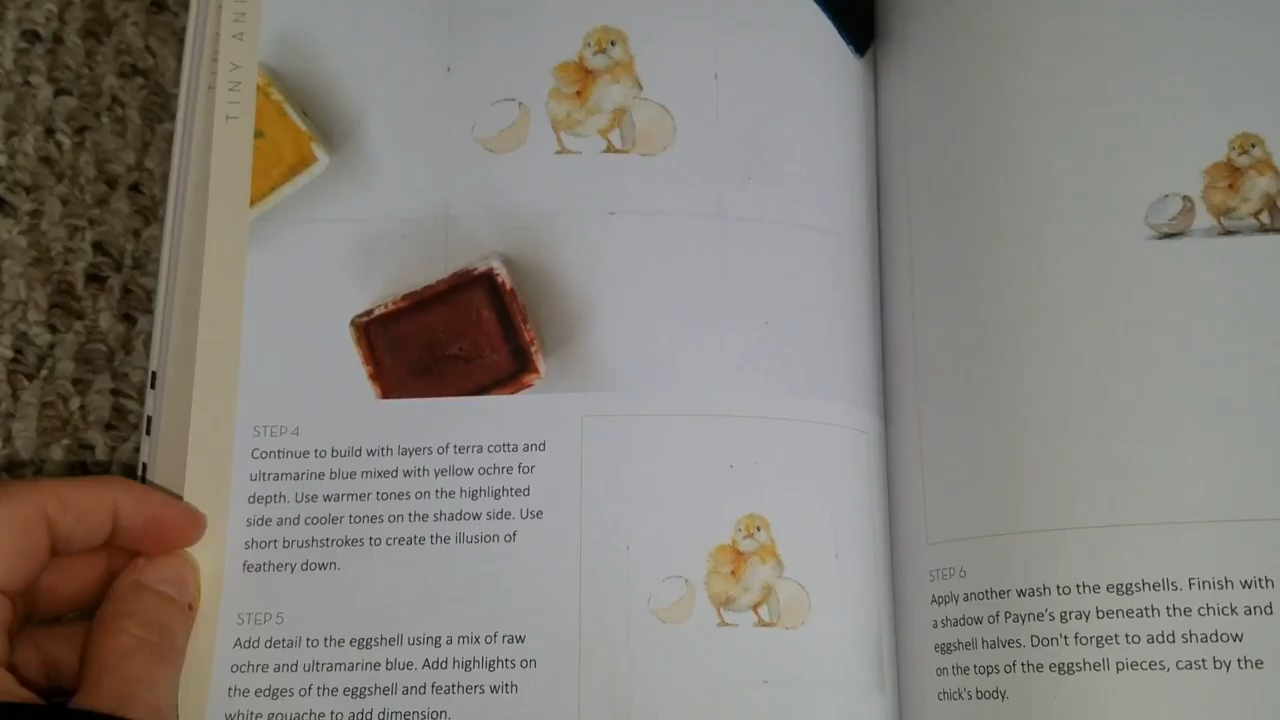 TINY ANI
STEP 4
Continue to build with layers of terra cotta and
ultramarine blue mixed with yellow ochre for
depth. Use warmer tones on the highlighted
side and cooler tones on the shadow side. Use
short brushstrokes to create the illusion of
feathery down.
STEP 5
Add detail to the eggshell using a mix of raw
ochre and ultramarine blue. Add highlights on
the edges of the eggshell and feathers with
white gouache to add dimension.
STEP 6
Apply another wash to the eggshells. Finish with
a shadow of Payne's gray beneath the chick and
eggshell halves. Don't forget to add shadow
on the tops of the eggshell pieces, cast by the
chick's body.